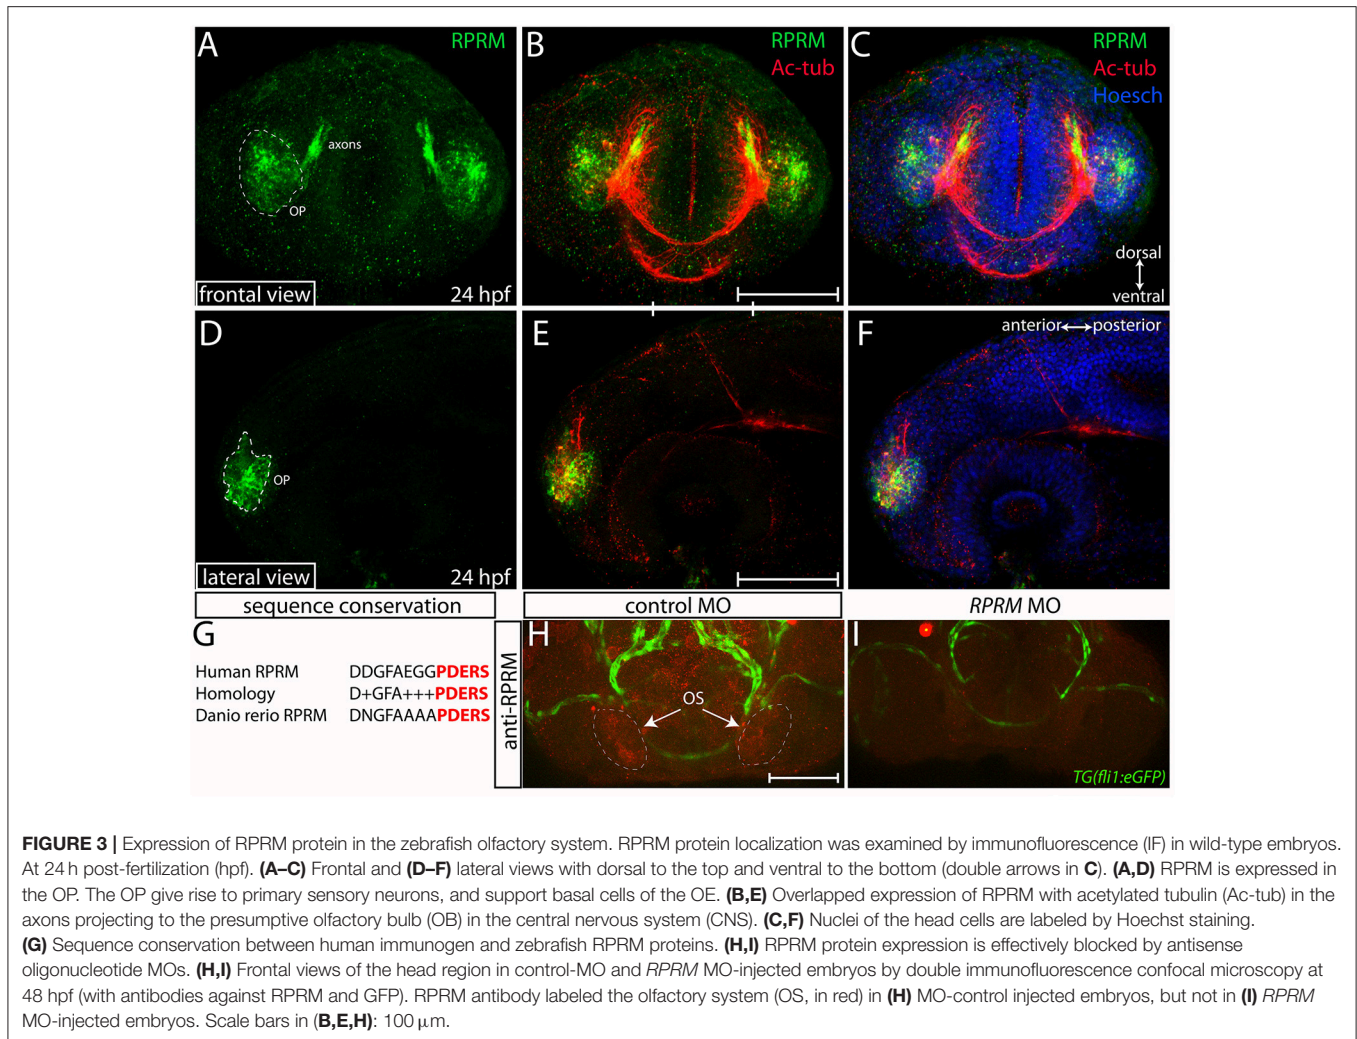 A
RPRM
axons
OP
frontal view
24 hpf
B
RPRM
Ac-tub
C
RPRM
Ac-tub
Hoesch
dorsal
ventral
D
OP
lateral view
24 hpf
E
F
anterior
posterior
sequence conservation
control MO
RPRM MO
G
Human RPRM DDGFAEGGPDERS
Homology D+GFA+++PDERS
Danio rerio RPRM DNGFAAAAPDERS
anti-RPRM
H
OS
I
TG(fli1:eGFP)
FIGURE 3 | Expression of RPRM protein in the zebrafish olfactory system. RPRM protein localization was examined by immunofluorescence (IF) in wild-type embryos.
At 24 h post-fertilization (hpf). (A–C) Frontal and (D–F) lateral views with dorsal to the top and ventral to the bottom (double arrows in C). (A,D) RPRM is expressed in
the OP. The OP give rise to primary sensory neurons, and support basal cells of the OE. (B,E) Overlapped expression of RPRM with acetylated tubulin (Ac-tub) in the
axons projecting to the presumptive olfactory bulb (OB) in the central nervous system (CNS). (C,F) Nuclei of the head cells are labeled by Hoechst staining.
(G) Sequence conservation between human immunogen and zebrafish RPRM proteins. (H,I) RPRM protein expression is effectively blocked by antisense
oligonucleotide MOs. (H,I) Frontal views of the head region in control-MO and RPRM MO-injected embryos by double immunofluorescence confocal microscopy at
48 hpf (with antibodies against RPRM and GFP). RPRM antibody labeled the olfactory system (OS, in red) in (H) MO-control injected embryos, but not in (I) RPRM
MO-injected embryos. Scale bars in (B,E,H): 100 μm.